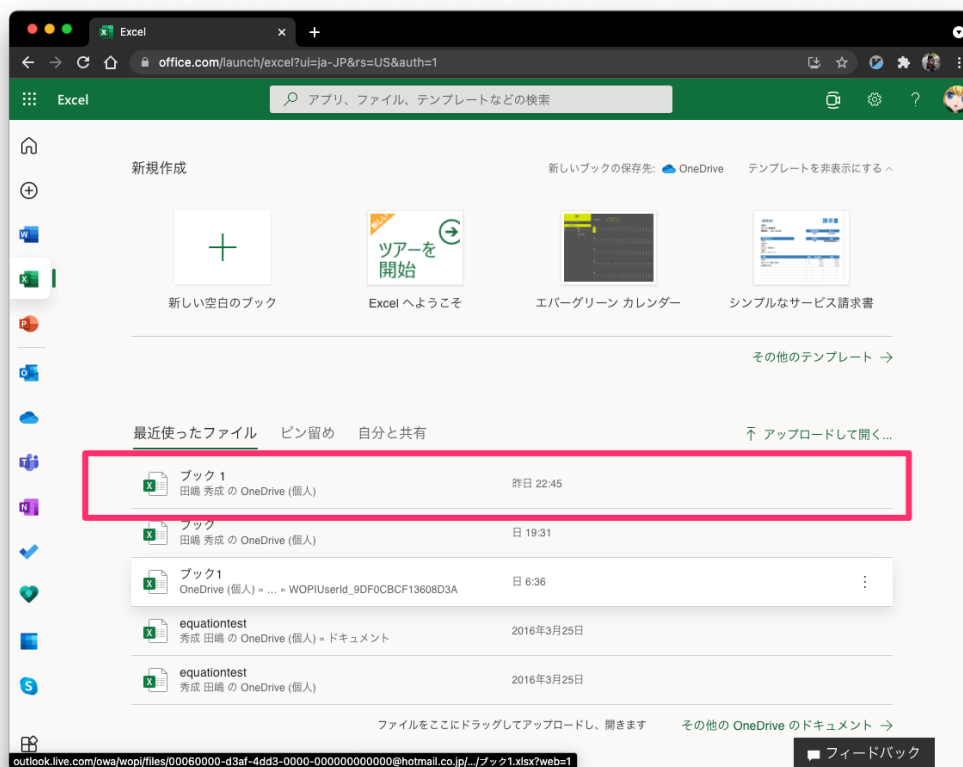 Excel
office.com/launch/excel?ui=ja-JP&rs=US&auth=1
Excel
アプリ、ファイル、テンプレートなどの検索
新規作成
新しいブックの保存先: OneDrive
テンプレートを非表示にする
新しい
ツアーを
開始
新しい空白のブック
Excel へようこそ
エバーグリーン カレンダー
シンプルなサービス請求書
その他のテンプレート
最近使ったファイル
ピン留め
自分と共有
アップロードして開く...
ブック 1
田嶋 秀成 の OneDrive (個人)
昨日 22:45
ブック
田嶋 秀成 の OneDrive (個人)
日 19:31
ブック1
OneDrive (個人) » ... » WOPIUserId_9DF0CBCF13608D3A
日 6:36
equationtest
秀成 田嶋 の OneDrive (個人) » ドキュメント
2016年3月25日
equationtest
秀成 田嶋 の OneDrive (個人)
2016年3月25日
ファイルをここにドラッグしてアップロードし、開きます
その他の OneDrive のドキュメント
フィードバック
outlook.live.com/owa/wopi/files/00060000-d3af-4dd3-0000-000000000000@hotmail.co.jp/.../ブック1.xlsx?web=1